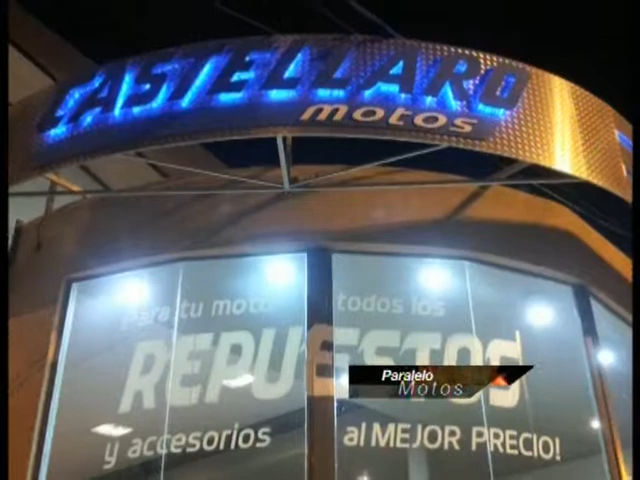 CASTELLARO
motos
Para tu moto todos los
REPUESTOS
Paralelo
Motos
y accesorios al MEJOR PRECIO!